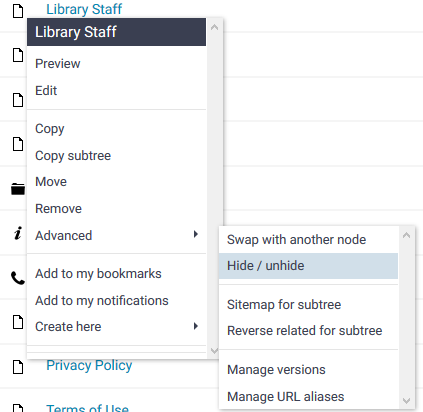 Library Staff
Library Staff
Preview
Edit
Copy
Copy subtree
Move
Remove
Advanced
Swap with another node
Hide / unhide
Sitemap for subtree
Reverse related for subtree
Manage versions
Manage URL aliases
Add to my bookmarks
Add to my notifications
Create here
Privacy Policy
Terms of Use